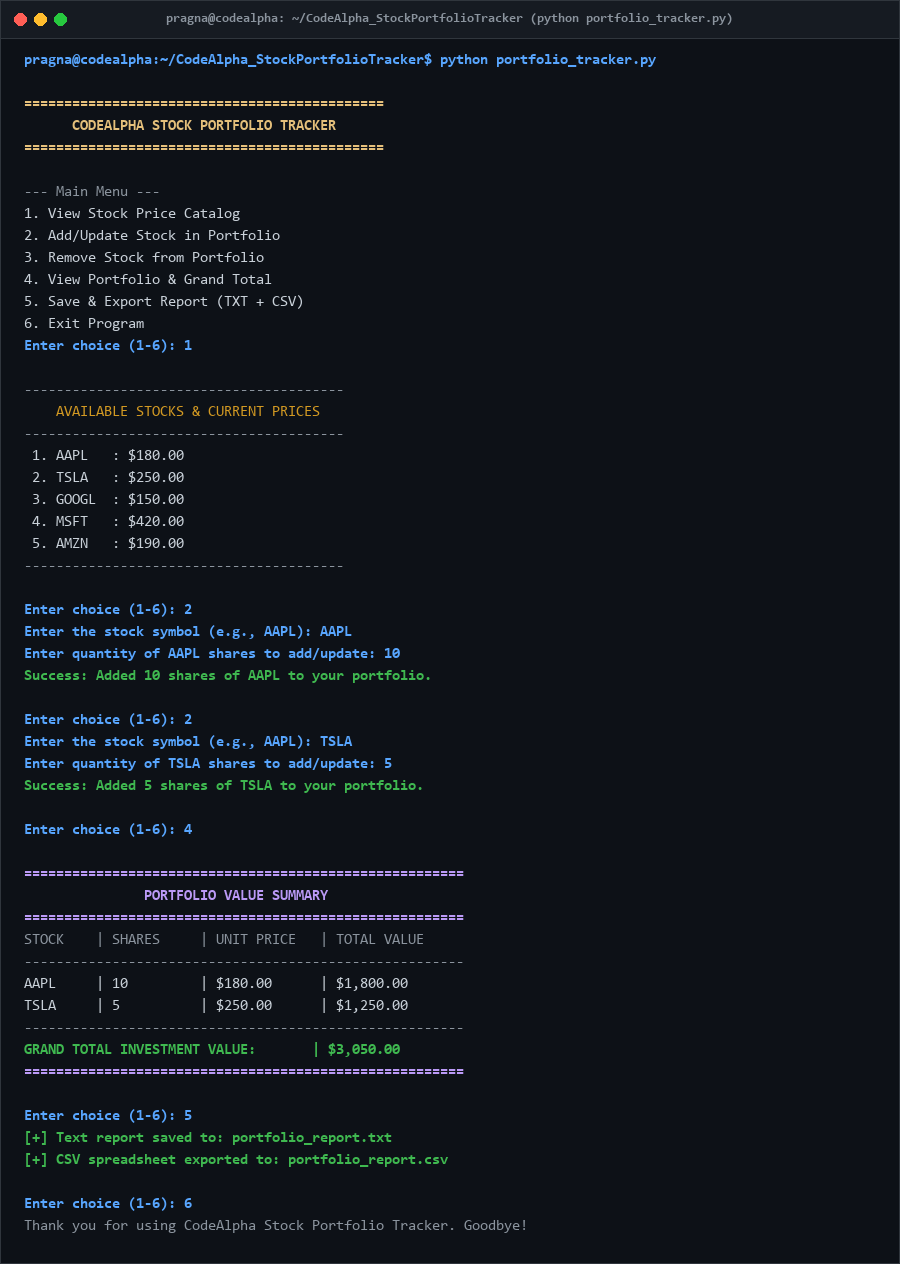 pragna@codealpha: ~/CodeAlpha_StockPortfolioTracker (python portfolio_tracker.py)
pragna@codealpha:~/CodeAlpha_StockPortfolioTracker$ python portfolio_tracker.py
=============================================
CODEALPHA STOCK PORTFOLIO TRACKER
=============================================
--- Main Menu ---
1. View Stock Price Catalog
2. Add/Update Stock in Portfolio
3. Remove Stock from Portfolio
4. View Portfolio & Grand Total
5. Save & Export Report (TXT + CSV)
6. Exit Program
Enter choice (1-6): 1
----------------------------------------
AVAILABLE STOCKS & CURRENT PRICES
----------------------------------------
1. AAPL   : $180.00
2. TSLA   : $250.00
3. GOOGL  : $150.00
4. MSFT   : $420.00
5. AMZN   : $190.00
----------------------------------------
Enter choice (1-6): 2
Enter the stock symbol (e.g., AAPL): AAPL
Enter quantity of AAPL shares to add/update: 10
Success: Added 10 shares of AAPL to your portfolio.
Enter choice (1-6): 2
Enter the stock symbol (e.g., AAPL): TSLA
Enter quantity of TSLA shares to add/update: 5
Success: Added 5 shares of TSLA to your portfolio.
Enter choice (1-6): 4
=======================================================
PORTFOLIO VALUE SUMMARY
=======================================================
STOCK    | SHARES     | UNIT PRICE   | TOTAL VALUE
-------------------------------------------------------
AAPL     | 10         | $180.00      | $1,800.00
TSLA     | 5          | $250.00      | $1,250.00
-------------------------------------------------------
GRAND TOTAL INVESTMENT VALUE:       | $3,050.00
=======================================================
Enter choice (1-6): 5
[+] Text report saved to: portfolio_report.txt
[+] CSV spreadsheet exported to: portfolio_report.csv
Enter choice (1-6): 6
Thank you for using CodeAlpha Stock Portfolio Tracker. Goodbye!